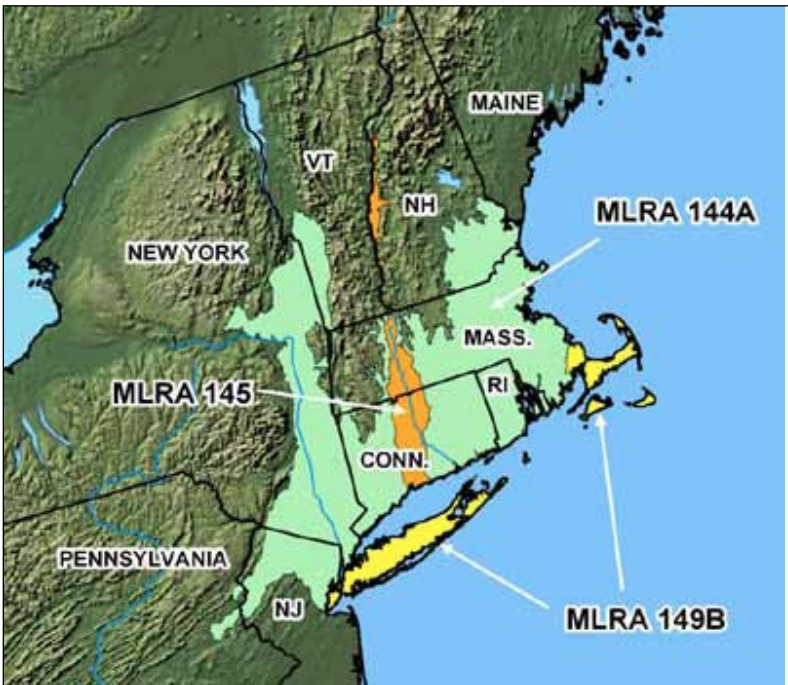 MAINE
VT
NH
MLRA 144A
NEW YORK
MASS.
MLRA 145
RI
CONN.
PENNSYLVANIA
NJ
MLRA 149B